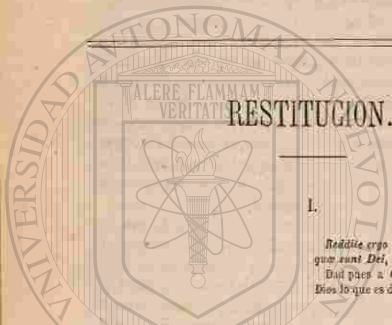 UNIVERSIDAD AUTONOMA DE NUEVO L
ALERE FLAMMAM
VERITATIS
RESTITUCION.
I.
Reddite ergo
quæ sunt Dei,
Dad pues a
Dios lo que es d